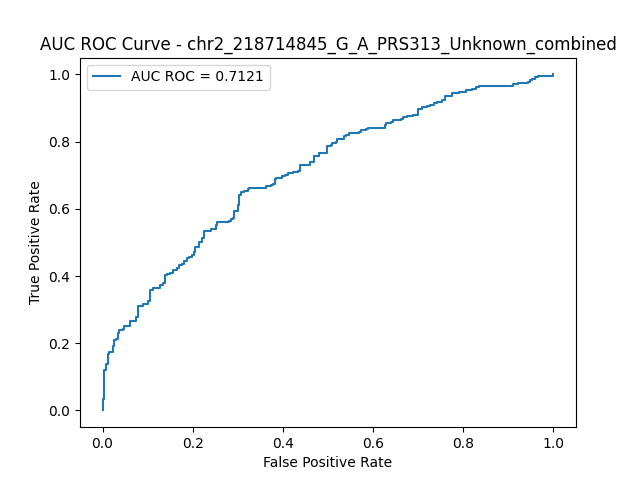 AUC ROC Curve - chr2_218714845_G_A_PRS313_Unknown_combined
AUC ROC = 0.7121
1.0
0.8
0.6
0.4
0.2
0.0
True Positive Rate
0.0 0.2 0.4 0.6 0.8 1.0
False Positive Rate